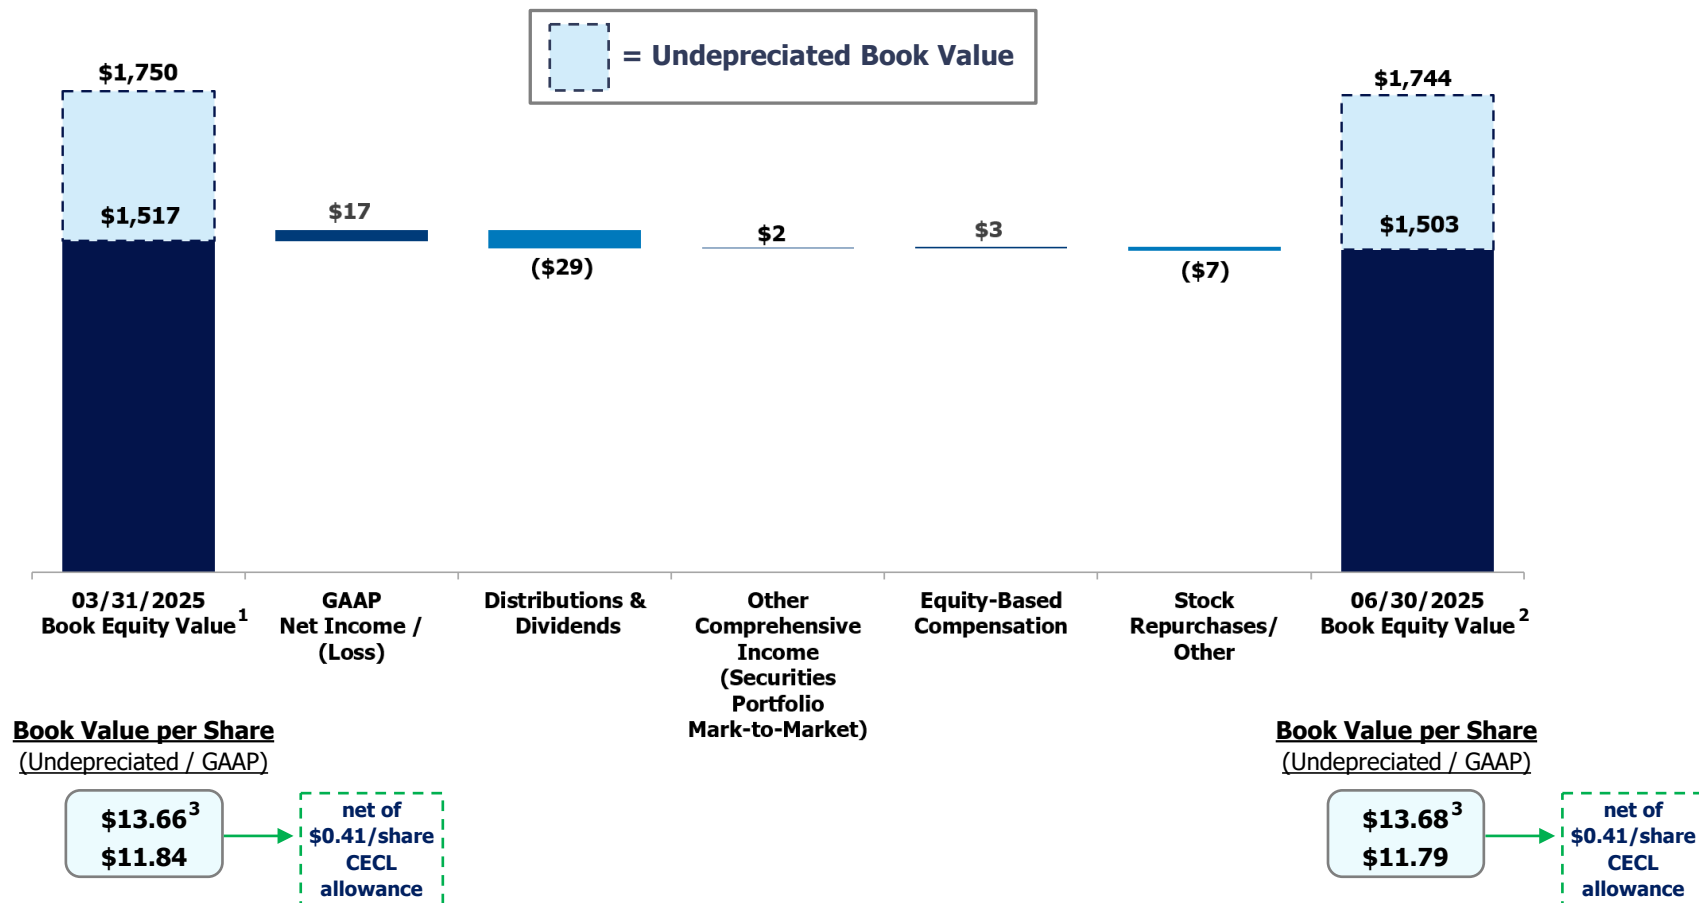 = Undepreciated Book Value
$1,750
$1,744
$1,517
$17
($29)
$2
$3
($7)
$1,503
03/31/2025
Book Equity Value1
GAAP
Net Income /
(Loss)
Distributions &
Dividends
Other
Comprehensive
Income
(Securities
Portfolio
Mark-to-Market)
Equity-Based
Compensation
Stock
Repurchases/
Other
06/30/2025
Book Equity Value2
Book Value per Share
(Undepreciated / GAAP)
$13.663
$11.84
net of
$0.41/share
CECL
allowance
Book Value per Share
(Undepreciated / GAAP)
$13.683
$11.79
net of
$0.41/share
CECL
allowance